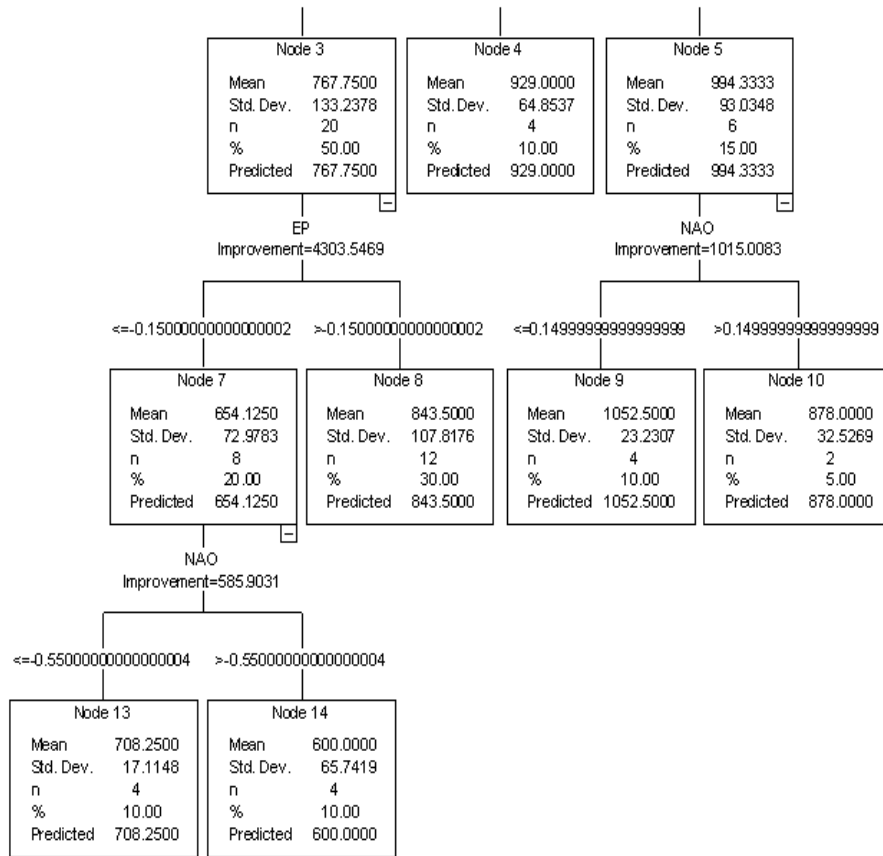 Node 3
Mean 767.7500
Std. Dev. 133.2378
n 20
% 50.00
Predicted 767.7500
Node 4
Mean 929.0000
Std. Dev. 64.8537
n 4
% 10.00
Predicted 929.0000
Node 5
Mean 994.3333
Std. Dev. 93.0348
n 6
% 15.00
Predicted 994.3333
EP
Improvement=4303.5469
NAO
Improvement=1015.0083
<=-0.15000000000000002
>-0.15000000000000002
<=0.14999999999999999
>0.14999999999999999
Node 7
Mean 654.1250
Std. Dev. 72.9783
n 8
% 20.00
Predicted 654.1250
Node 8
Mean 843.5000
Std. Dev. 107.8176
n 12
% 30.00
Predicted 843.5000
Node 9
Mean 1052.5000
Std. Dev. 23.2307
n 4
% 10.00
Predicted 1052.5000
Node 10
Mean 878.0000
Std. Dev. 32.5269
n 2
% 5.00
Predicted 878.0000
NAO
Improvement=585.9031
<=-0.55000000000000004
>-0.55000000000000004
Node 13
Mean 708.2500
Std. Dev. 17.1148
n 4
% 10.00
Predicted 708.2500
Node 14
Mean 600.0000
Std. Dev. 65.7419
n 4
% 10.00
Predicted 600.0000